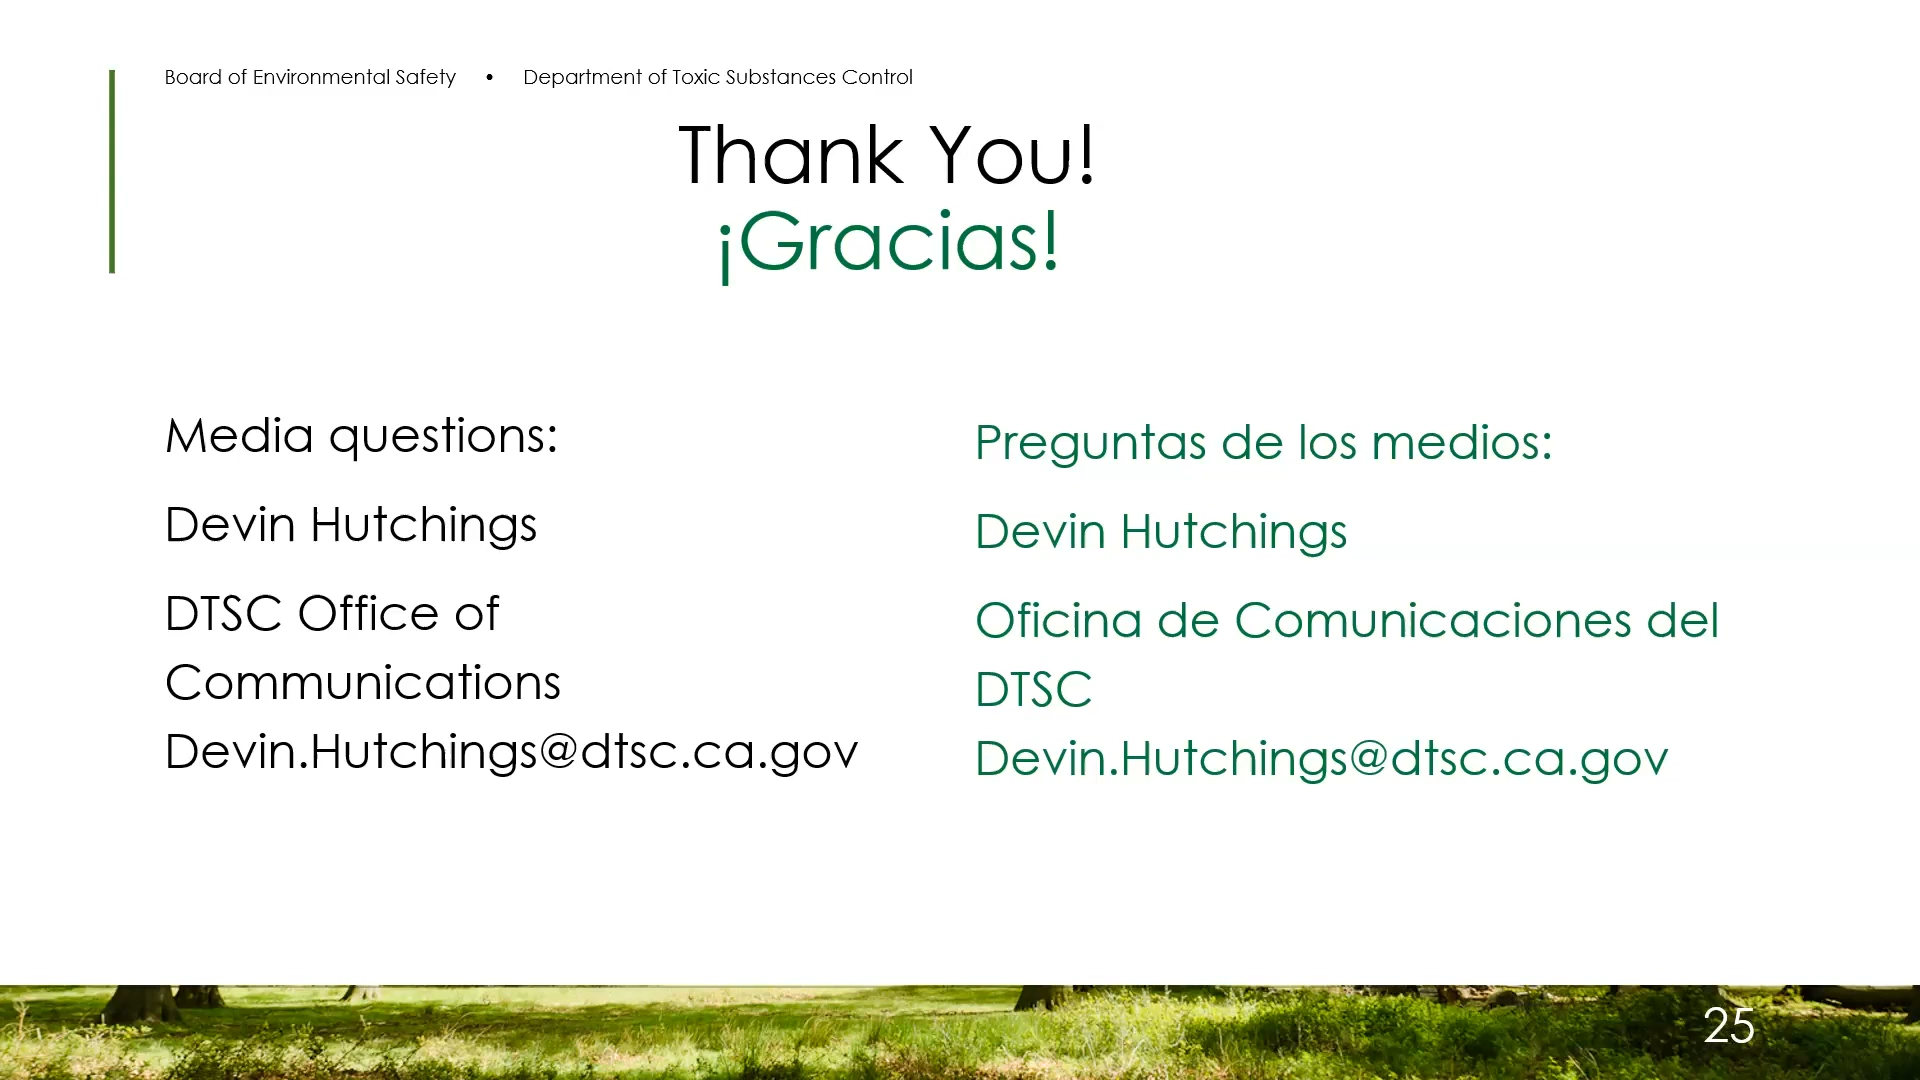 Board of Environmental Safety • Department of Toxic Substances Control
Thank You!
¡Gracias!
Media questions:
Devin Hutchings
DTSC Office of
Communications
Devin.Hutchings@dtsc.ca.gov
Preguntas de los medios:
Devin Hutchings
Oficina de Comunicaciones del
DTSC
Devin.Hutchings@dtsc.ca.gov
25